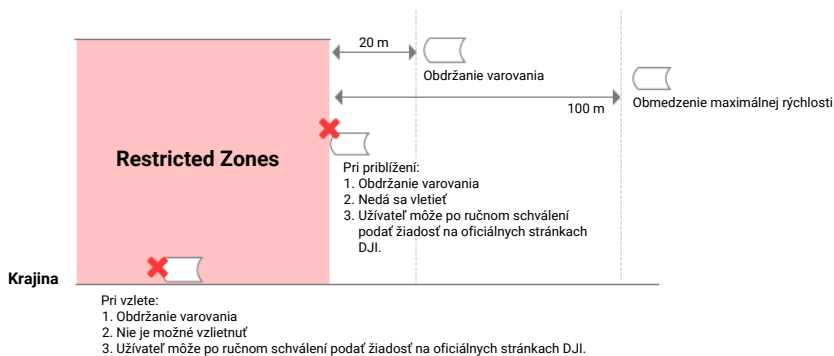 20 m
Obdržanie varovania
100 m
Obmedzenie maximálnej rýchlosti
Restricted Zones
Pri priblížení:
1. Obdržanie varovania
2. Nedá sa vletieť
3. Užívateľ môže po ručnom schválení
podať žiadosť na oficiálnych stránkach
DJI.
Krajina
Pri vzlete:
1. Obdržanie varovania
2. Nie je možné vzlietnuť
3. Užívateľ môže po ručnom schválení podať žiadosť na oficiálnych stránkach DJI.